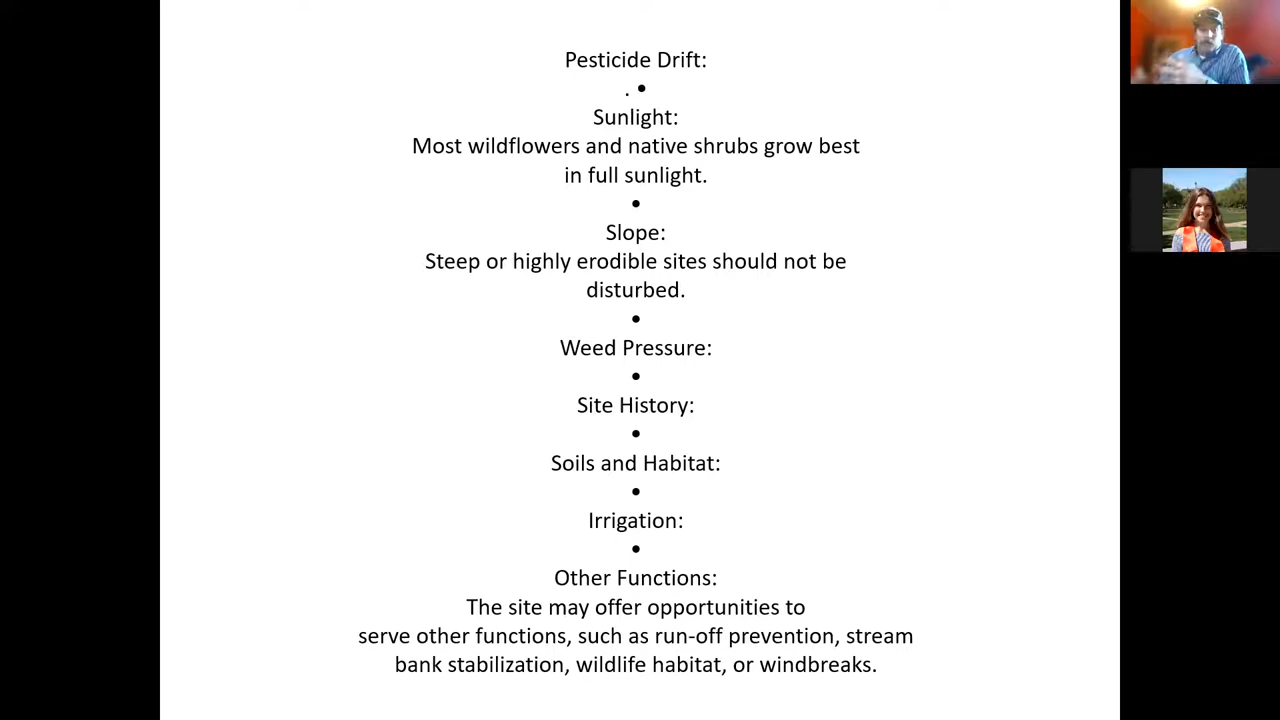 Pesticide Drift:
. •
Sunlight:
Most wildflowers and native shrubs grow best
in full sunlight.
•
Slope:
Steep or highly erodible sites should not be
disturbed.
•
Weed Pressure:
•
Site History:
•
Soils and Habitat:
•
Irrigation:
•
Other Functions:
The site may offer opportunities to
serve other functions, such as run-off prevention, stream
bank stabilization, wildlife habitat, or windbreaks.